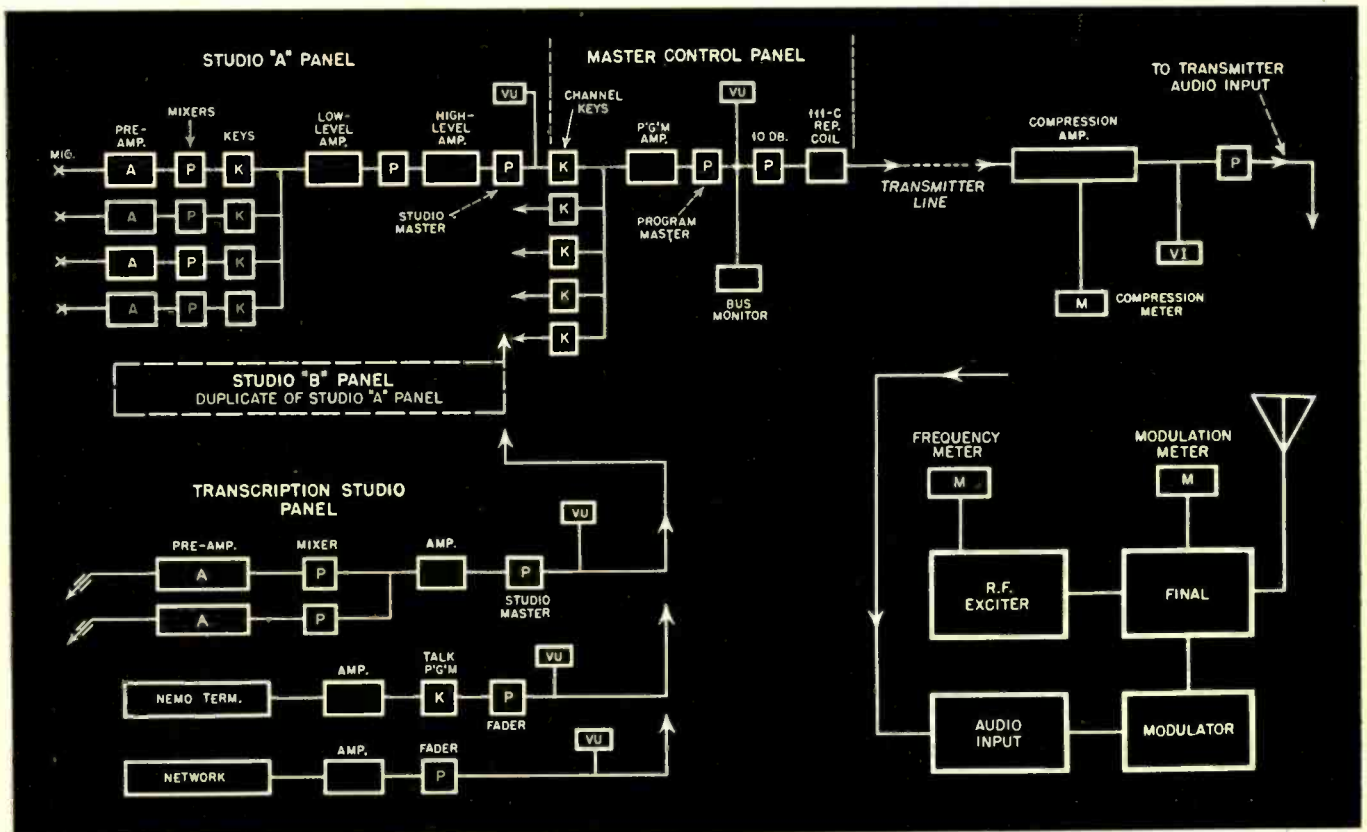 STUDIO "A" PANEL
MASTER CONTROL PANEL
MIC.
PRE-
AMP.
MIXERS
KEYS
LOW-
LEVEL
AMP.
HIGH-
LEVEL
AMP.
VU
CHANNEL
KEYS
A
P
K
P
P
STUDIO
MASTER
A
P
K
A
P
K
A
P
K
K
K
K
K
K
P'G'M
AMP.
P
PROGRAM
MASTER
VU
BUS
MONITOR
10 DB.
P
111-C
REP.
COIL
TRANSMITTER
LINE
COMPRESSION
AMP.
M
COMPRESSION
METER
VI
P
TO TRANSMITTER
AUDIO INPUT
STUDIO "B" PANEL
DUPLICATE OF STUDIO "A" PANEL
TRANSCRIPTION STUDIO
PANEL
PRE-AMP.
MIXER
AMP.
VU
A
P
P
STUDIO
MASTER
A
P
NEMO TERM.
AMP.
TALK
P'G'M
K
P
FADER
VU
NETWORK
AMP.
FADER
P
VU
FREQUENCY
METER
M
MODULATION
METER
M
R.F.
EXCITER
FINAL
AUDIO
INPUT
MODULATOR